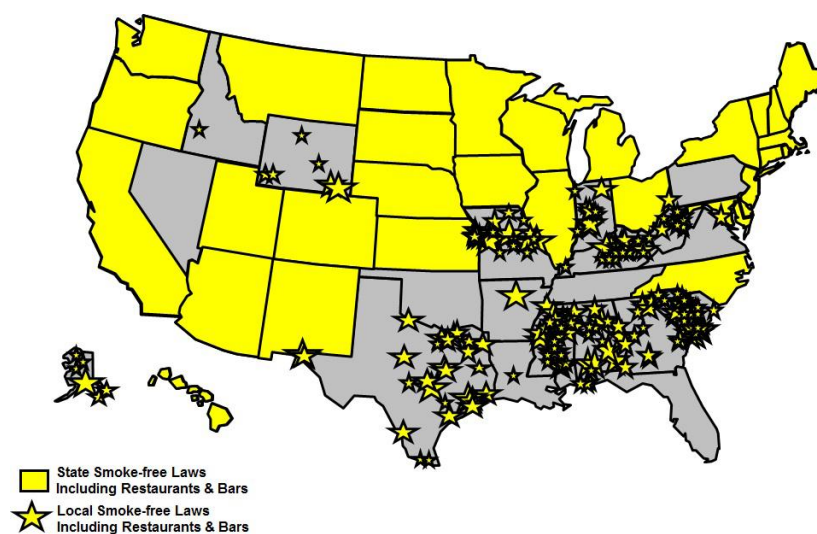 State Smoke-free Laws
Including Restaurants & Bars
Local Smoke-free Laws
Including Restaurants & Bars